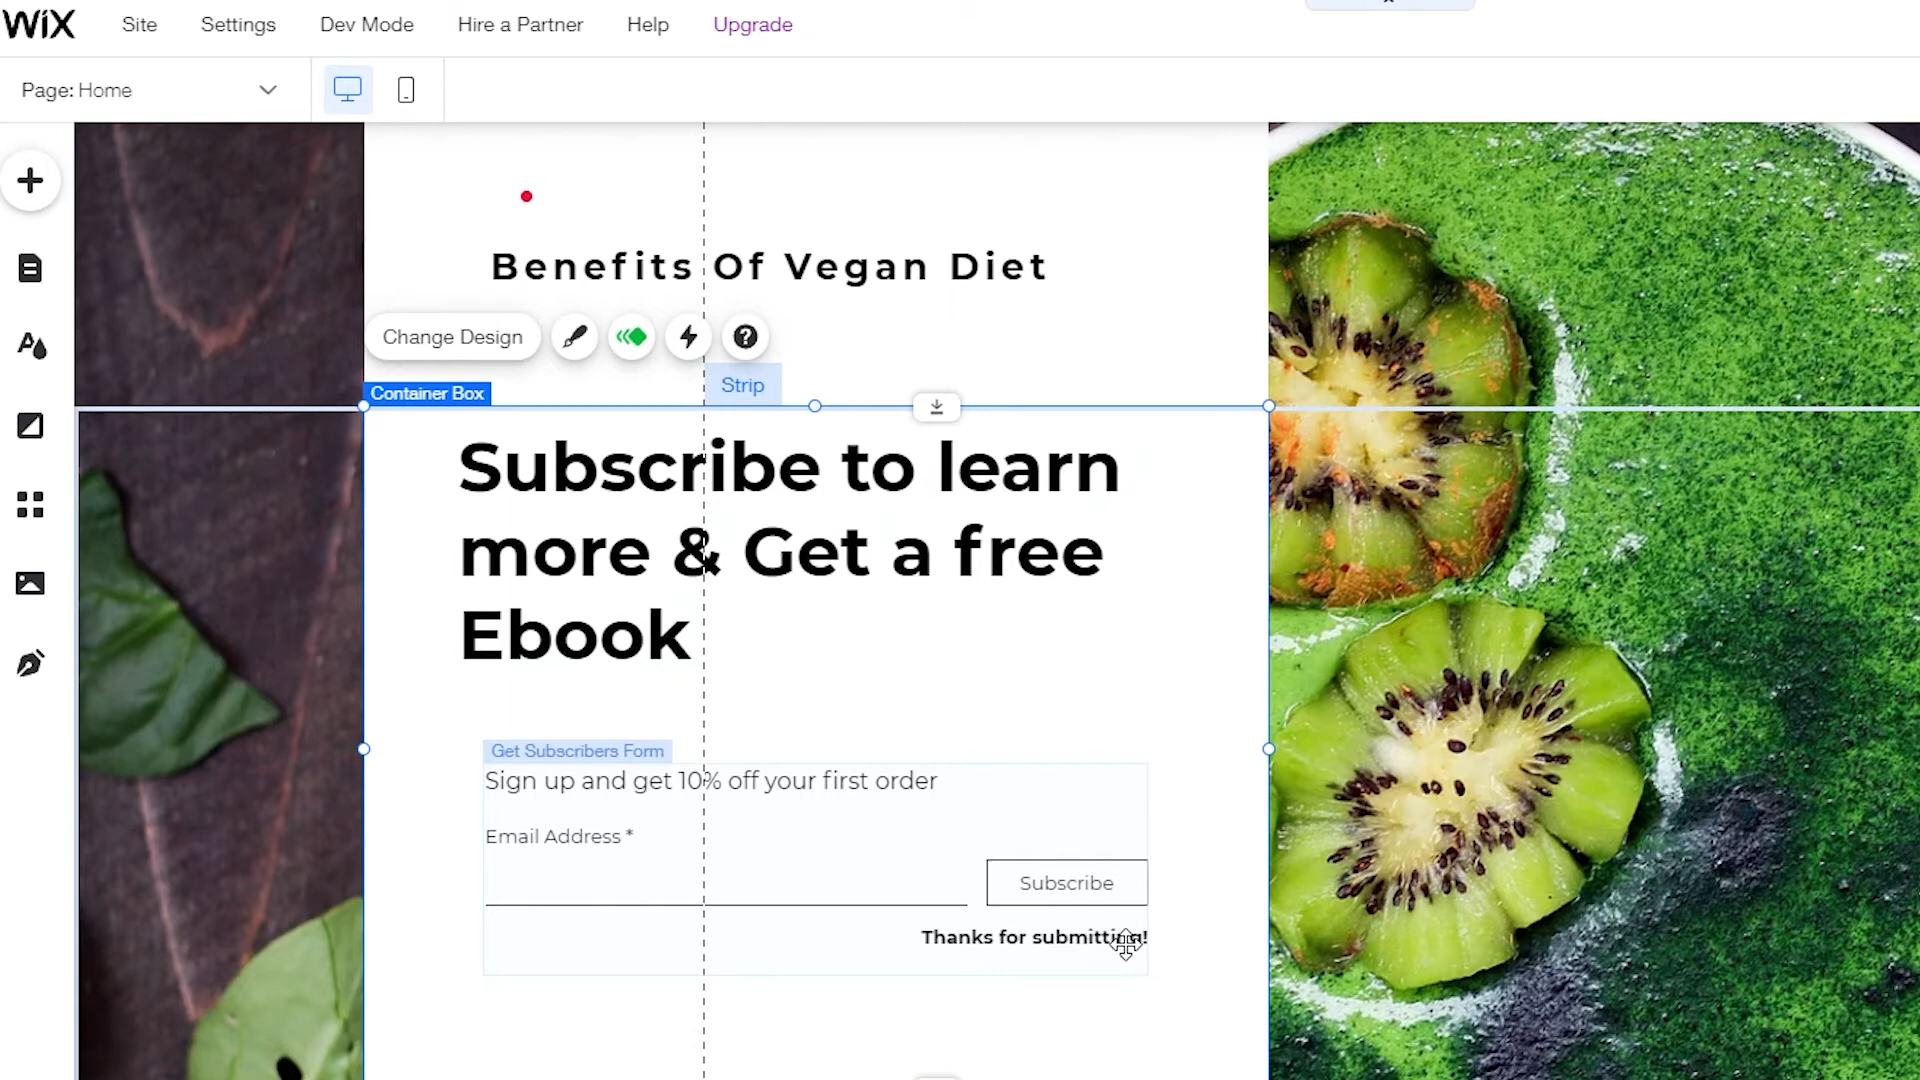 WiX
Site
Settings
Dev Mode
Hire a Partner
Help
Upgrade
Page: Home
Benefits Of Vegan Diet
Change Design
Strip
Container Box
Subscribe to learn
more & Get a free
Ebook
Get Subscribers Form
Sign up and get 10% off your first order
Email Address *
Subscribe
Thanks for submitting!